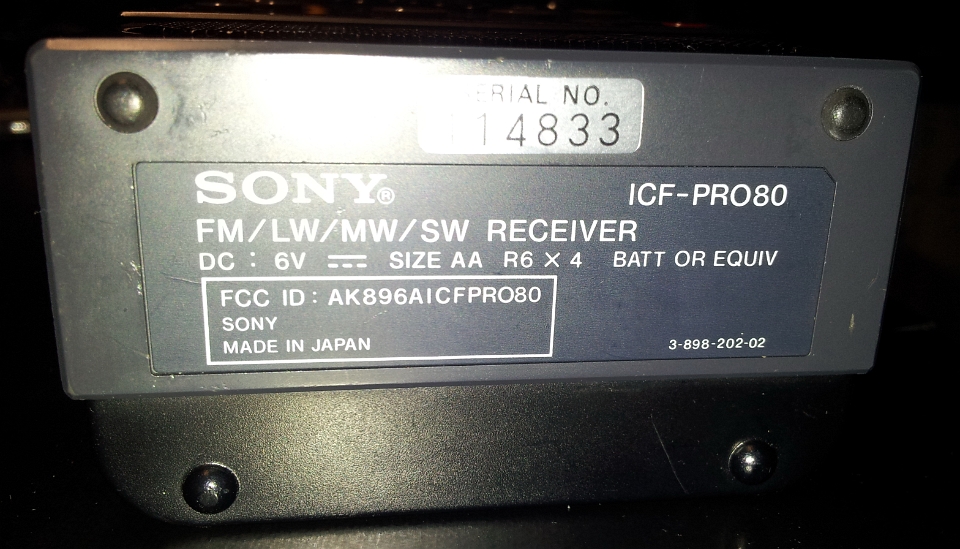 NO.
14833
SONY®
ICF-PRO80
FM/LW/MW/SW RECEIVER
DC : 6V ⎓ SIZE AA R6 × 4 BATT OR EQUIV
FCC ID : AK896AICFPRO80
SONY
MADE IN JAPAN
3-898-202-02